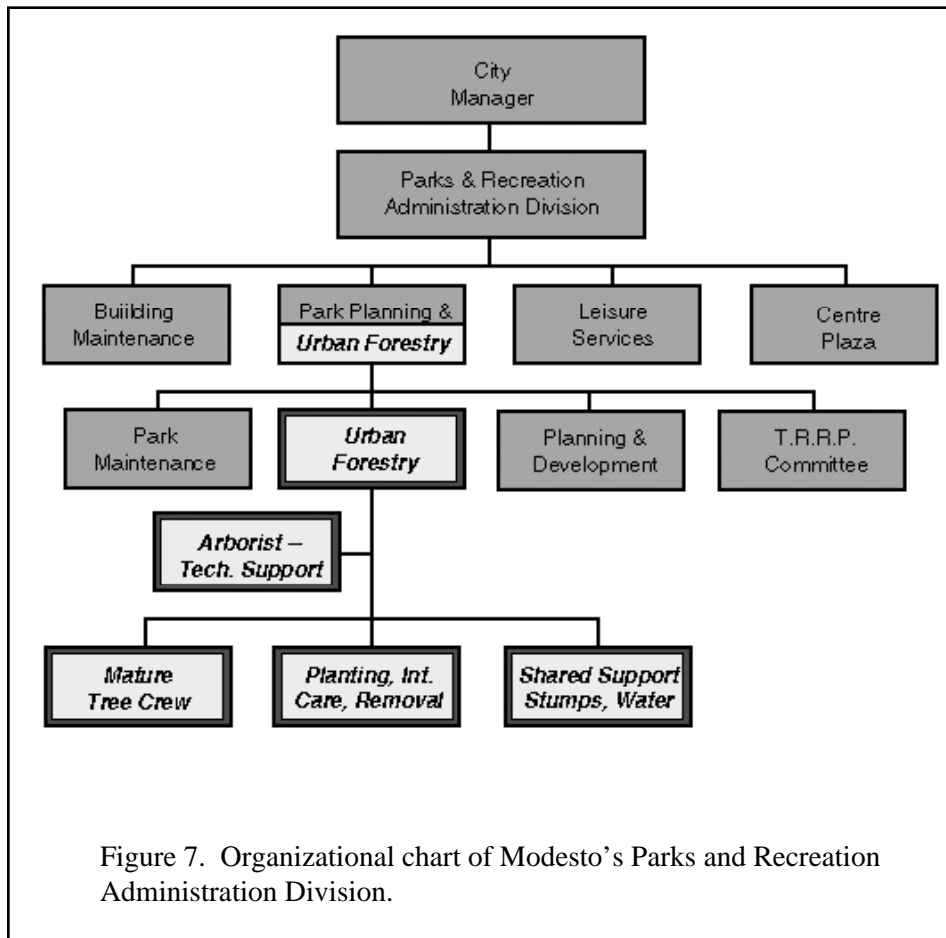 City
Manager
Parks & Recreation
Administration Division
Buiilding
Maintenance
Park Planning &
Urban Forestry
Leisure
Services
Centre
Plaza
Park
Maintenance
Urban
Forestry
Planning &
Development
T.R.R.P.
Committee
Arborist –
Tech. Support
Mature
Tree Crew
Planting, Int.
Care, Removal
Shared Support
Stumps, Water
Figure 7. Organizational chart of Modesto's Parks and Recreation
Administration Division.